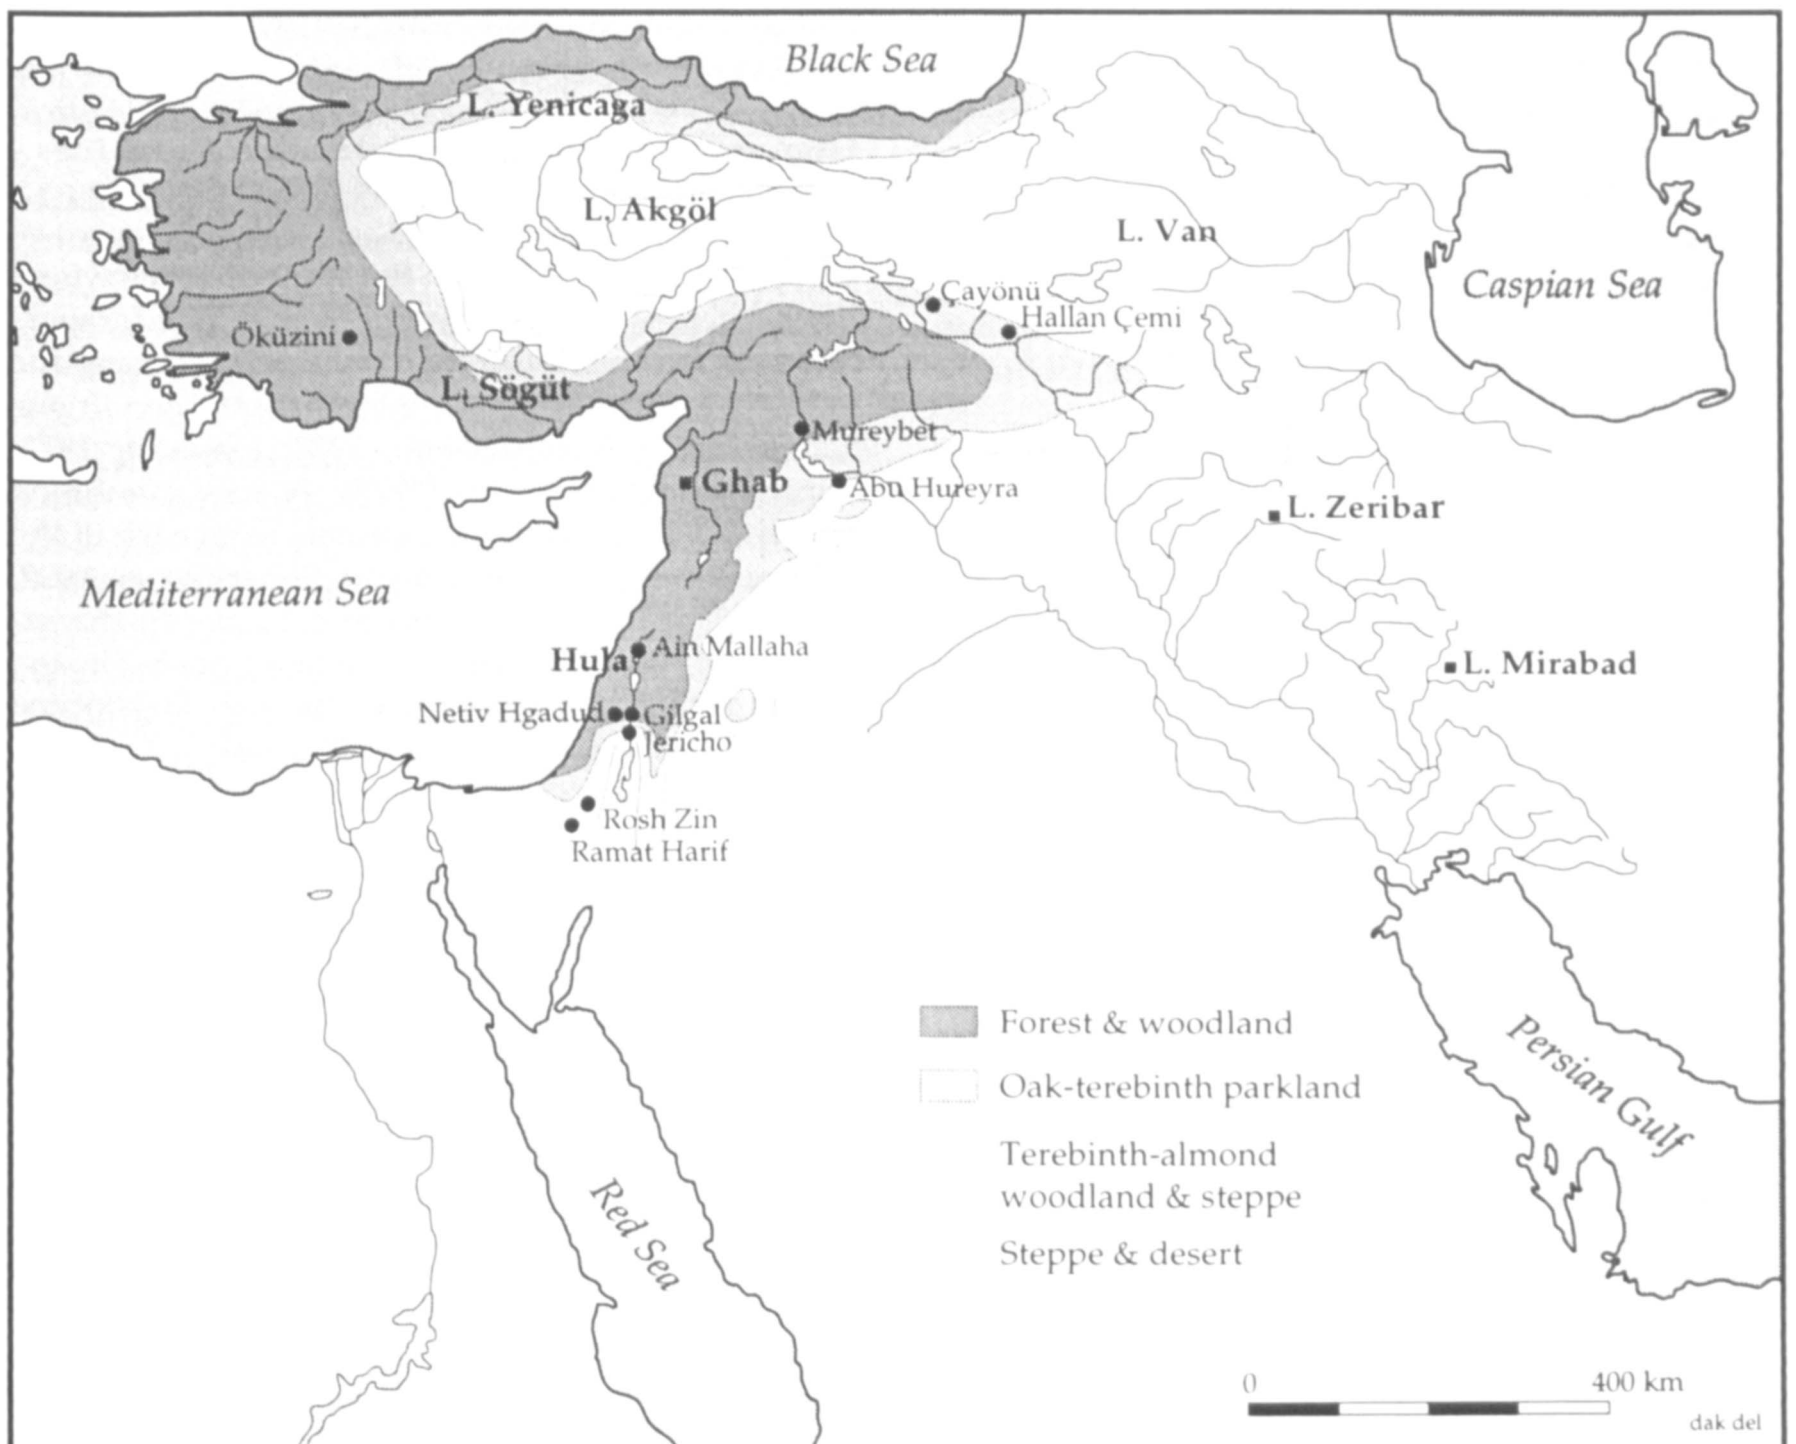 Black Sea
L. Yenicaga
L. Akgöl
L. Van
Caspian Sea
Çayönü
Hallan Çemi
Öküzini
L. Sögüt
Mureybet
Ghab
Abu Hureyra
L. Zeribar
Mediterranean Sea
Ain Mallaha
Hula
L. Mirabad
Netiv Hgadud
Gilgal
Jericho
Rosh Zin
Ramat Harif
Forest & woodland
Oak-terebinth parkland
Terebinth-almond
woodland & steppe
Steppe & desert
Persian Gulf
Red Sea
0 400 km
dak del